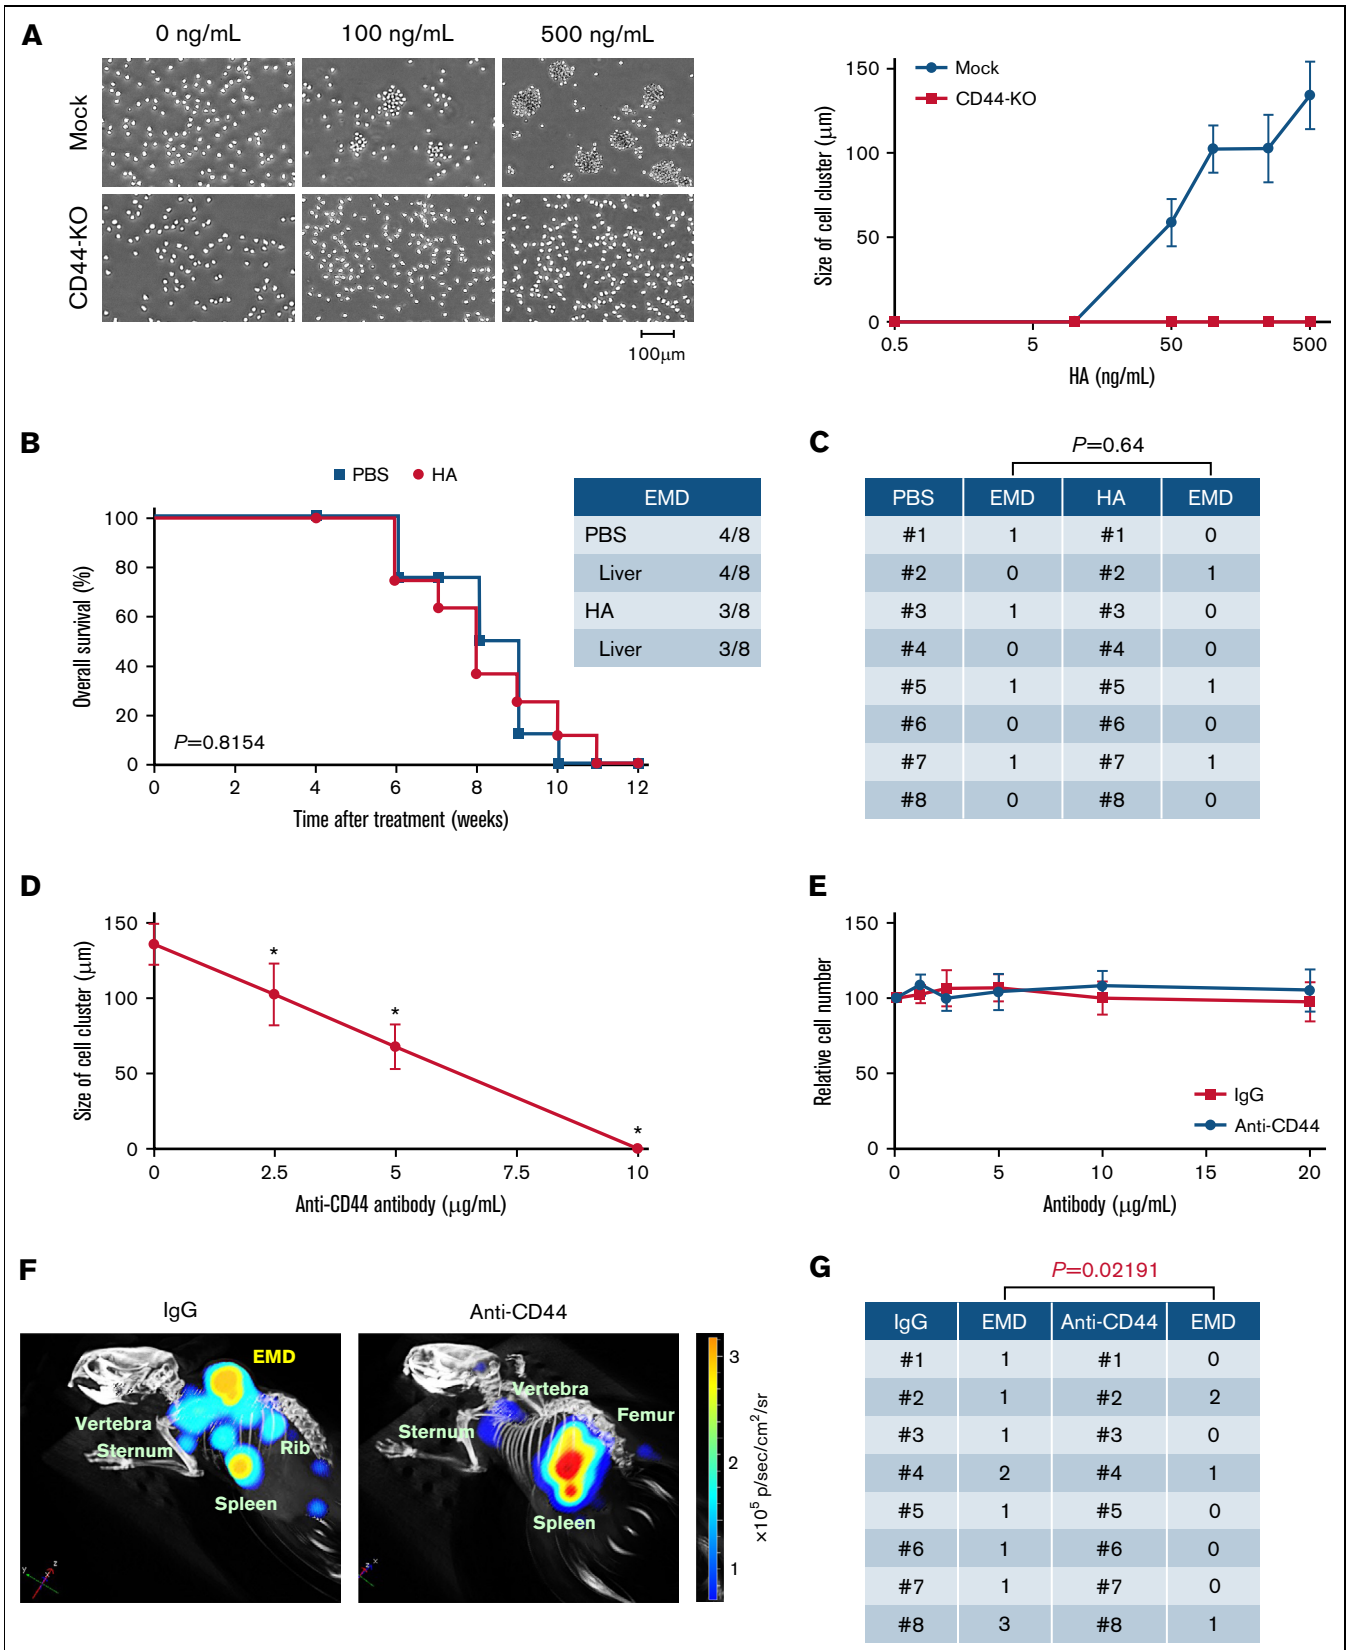 A
0 ng/mL 100 ng/mL 500 ng/mL
Mock
CD44-KO
100μm
Size of cell cluster (μm)
150
100
50
0
Mock
CD44-KO
0.5 5 50 500
HA (ng/mL)
B
PBS HA
Overall survival (%)
100
80
60
40
20
0
P=0.8154
0 2 4 6 8 10 12
Time after treatment (weeks)
EMD
PBS 4/8
Liver 4/8
HA 3/8
Liver 3/8
C
P=0.64
PBS EMD HA EMD
#1 1 #1 0
#2 0 #2 1
#3 1 #3 0
#4 0 #4 0
#5 1 #5 1
#6 0 #6 0
#7 1 #7 1
#8 0 #8 0
D
Size of cell cluster (μm)
150
100
50
0
* * *
0 2.5 5 7.5 10
Anti-CD44 antibody (μg/mL)
E
Relative cell number
150
100
50
0
IgG
Anti-CD44
0 5 10 15 20
Antibody (μg/mL)
F
IgG
EMD
Vertebra
Sternum
Rib
Spleen
y x z
Anti-CD44
Vertebra
Sternum
Femur
Spleen
3
2
1
×10⁵ p/sec/cm²/sr
G
P=0.02191
IgG EMD Anti-CD44 EMD
#1 1 #1 0
#2 1 #2 2
#3 1 #3 0
#4 2 #4 1
#5 1 #5 0
#6 1 #6 0
#7 1 #7 0
#8 3 #8 1